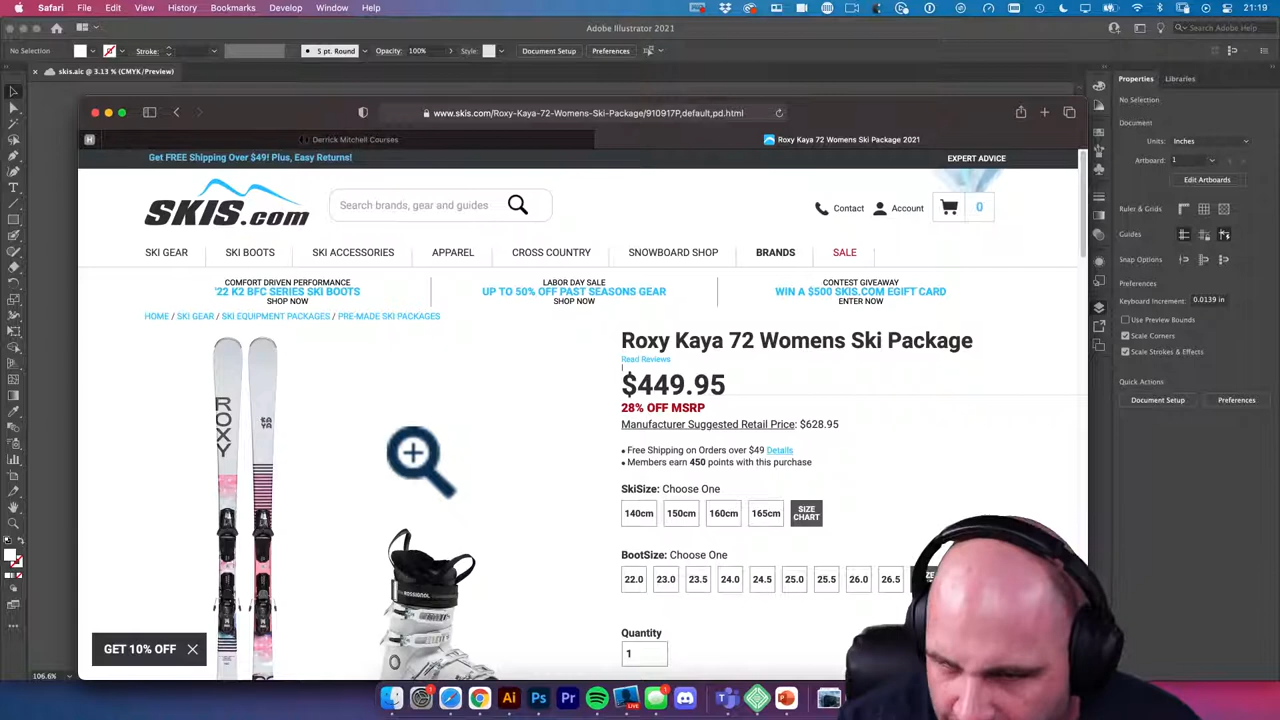 Safari File Edit View History Bookmarks Develop Window Help 21:19
Adobe Illustrator 2021 Search Adobe Help
No Selection Stroke: 5 pt. Round Opacity: 100% Style: Document Setup Preferences
skis.aic @ 3.13 % (CMYK/Preview)
Properties Libraries
No Selection
Document
Units: Inches
Artboard: 1
Edit Artboards
Ruler & Grids
Guides
Snap Options
Preferences
Keyboard Increment: 0.0139 in
Use Preview Bounds
Scale Corners
Scale Strokes & Effects
Quick Actions
Document Setup Preferences
106.6%
www.skis.com/Roxy-Kaya-72-Womens-Ski-Package/910917P,default,pd.html
H Derrick Mitchell Courses Roxy Kaya 72 Womens Ski Package 2021
Get FREE Shipping Over $49! Plus, Easy Returns! EXPERT ADVICE
SKIS.com Search brands, gear and guides Contact Account 0
SKI GEAR SKI BOOTS SKI ACCESSORIES APPAREL CROSS COUNTRY SNOWBOARD SHOP BRANDS SALE
COMFORT DRIVEN PERFORMANCE
'22 K2 BFC SERIES SKI BOOTS
SHOP NOW
LABOR DAY SALE
UP TO 50% OFF PAST SEASONS GEAR
SHOP NOW
CONTEST GIVEAWAY
WIN A $500 SKIS.COM EGIFT CARD
ENTER NOW
HOME / SKI GEAR / SKI EQUIPMENT PACKAGES / PRE-MADE SKI PACKAGES
ROXY
ROSSIGNOL
Roxy Kaya 72 Womens Ski Package
Read Reviews
$449.95
28% OFF MSRP
Manufacturer Suggested Retail Price: $628.95
• Free Shipping on Orders over $49 Details
• Members earn 450 points with this purchase
SkiSize: Choose One
140cm 150cm 160cm 165cm SIZE CHART
BootSize: Choose One
22.0 23.0 23.5 24.0 24.5 25.0 25.5 26.0 26.5
Quantity
1
GET 10% OFF
Ai Ps Pr LIVE